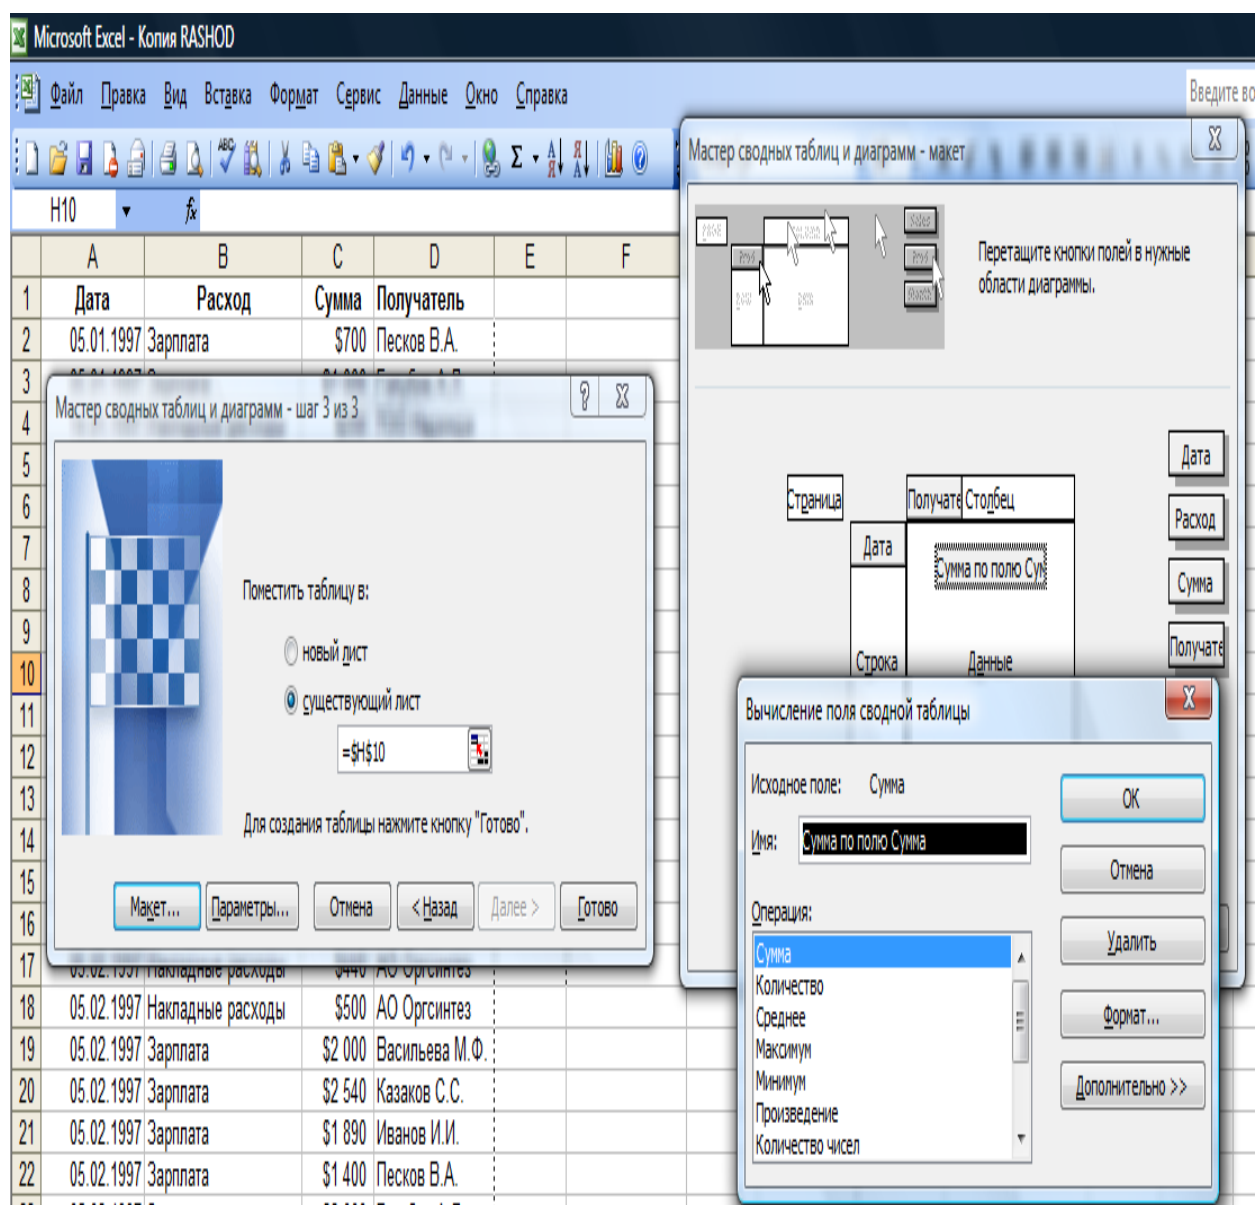 Microsoft Excel - Копия RASHOD
Файл Правка Вид Вставка Формат Сервис Данные Окно Справка
Введите во
H10
fx
A B C D E F
1 Дата Расход Сумма Получатель
2 05.01.1997 Зарплата $700 Песков В.А.
3
4
5
6
7
8
9
10
11
12
13
14
15
16
17 Накладные расходы $440 АО Оргсинтез
18 05.02.1997 Накладные расходы $500 АО Оргсинтез
19 05.02.1997 Зарплата $2 000 Васильева М.Ф.
20 05.02.1997 Зарплата $2 540 Казаков С.С.
21 05.02.1997 Зарплата $1 890 Иванов И.И.
22 05.02.1997 Зарплата $1 400 Песков В.А.
Мастер сводных таблиц и диаграмм - шаг 3 из 3
Поместить таблицу в:
новый лист
существующий лист
=$H$10
Для создания таблицы нажмите кнопку "Готово".
Макет... Параметры... Отмена < Назад Далее > Готово
Мастер сводных таблиц и диаграмм - макет
Перетащите кнопки полей в нужные
области диаграммы.
Страница
Получате Столбец
Дата
Сумма по полю Сум
Строка
Данные
Дата
Расход
Сумма
Получате
Вычисление поля сводной таблицы
Исходное поле: Сумма
Имя: Сумма по полю Сумма
Операция:
Сумма
Количество
Среднее
Максимум
Минимум
Произведение
Количество чисел
OK
Отмена
Удалить
Формат...
Дополнительно >>